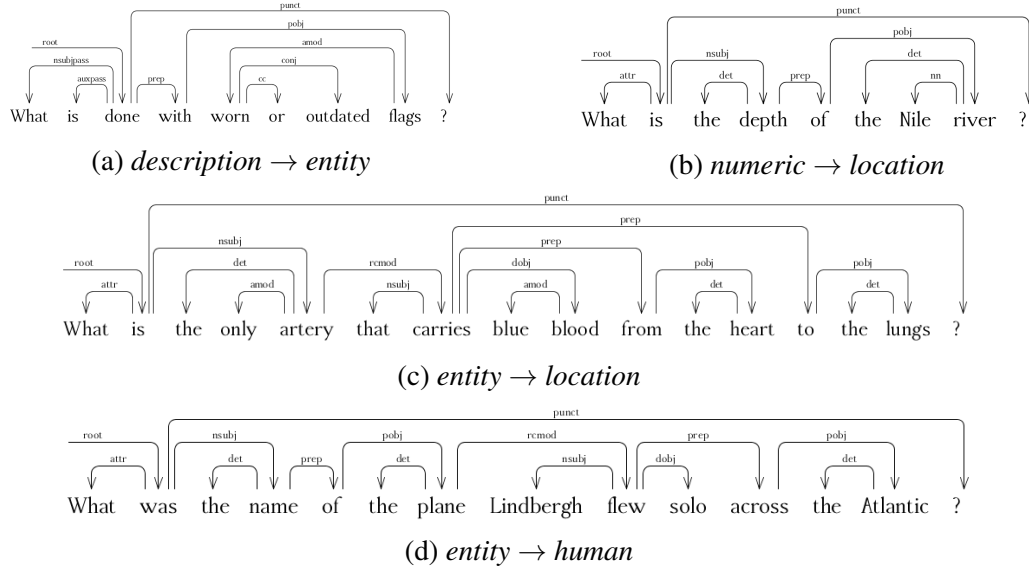 punct
pobj
root amod
nsubjpass conj
auxpass prep cc
What is done with worn or outdated flags ?
(a) description → entity
punct
pobj
root nsubj det
attr det prep nn
What is the depth of the Nile river ?
(b) numeric → location
punct
prep
nsubj prep
root det rcmod dobj pobj pobj
attr amod nsubj amod det det
What is the only artery that carries blue blood from the heart to the lungs ?
(c) entity → location
punct
root nsubj pobj rcmod prep pobj
attr det prep det nsubj dobj det
What was the name of the plane Lindbergh flew solo across the Atlantic ?
(d) entity → human